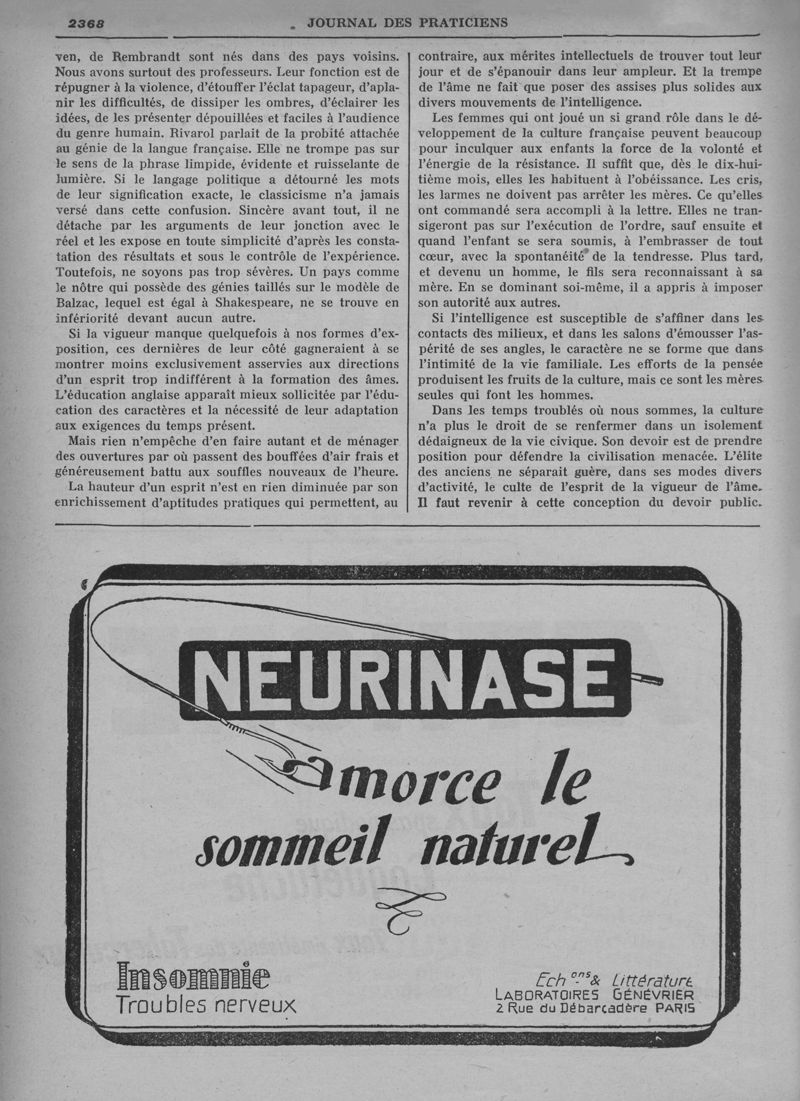 2368
JOURNAL DES PRATICIENS
ven, de Rembrandt sont nés dans des pays voisins.
Nous avons surtout des professeurs. Leur fonction est de
répugner à la violence, d'étouffer l'éclat tapageur, d'apla-
nir les difficultés, de dissiper les ombres, d'éclairer les
idées, de les présenter dépouillées et faciles à l'audience
du genre humain. Rivarol parlait de la probité attachée
au génie de la langue française. Elle ne trompe pas sur
le sens de la phrase limpide, évidente et ruisselante de
lumière. Si le langage politique a détourné les mots
de leur signification exacte, le classicisme n'a jamais
versé dans cette confusion. Sincère avant tout, il ne
détache par les arguments de leur jonction avec le
réel et les expose en toute simplicité d'après les consta-
tation des résultats et sous le contrôle de l'expérience.
Toutefois, ne soyons pas trop sévères. Un pays comme
le nôtre qui possède des génies taillés sur le modèle de
Balzac, lequel est égal à Shakespeare, ne se trouve en
infériorité devant aucun autre.
Si la vigueur manque quelquefois à nos formes d'ex-
position, ces dernières de leur côté gagneraient à se
montrer moins exclusivement asservies aux directions
d'un esprit trop indifférent à la formation des âmes.
L'éducation anglaise apparaît mieux sollicitée par l'édu-
cation des caractères et la nécessité de leur adaptation
aux exigences du temps présent.
Mais rien n'empêche d'en faire autant et de ménager
des ouvertures par où passent des bouffées d'air frais et
généreusement battu aux souffles nouveaux de l'heure.
La hauteur d'un esprit n'est en rien diminuée par son
enrichissement d'aptitudes pratiques qui permettent, au
contraire, aux mérites intellectuels de trouver tout leur
jour et de s'épanouir dans leur ampleur. Et la trempe
de l'âme ne fait que poser des assises plus solides aux
divers mouvements de l'intelligence.
Les femmes qui ont joué un si grand rôle dans le dé-
veloppement de la culture française peuvent beaucoup
pour inculquer aux enfants la force de la volonté et
l'énergie de la résistance. Il suffit que, dès le dix-hui-
tième mois, elles les habituent à l'obéissance. Les cris,
les larmes ne doivent pas arrêter les mères. Ce qu'elles
ont commandé sera accompli à la lettre. Elles ne tran-
sigeront pas sur l'exécution de l'ordre, sauf ensuite et
quand l'enfant se sera soumis, à l'embrasser de tout
cœur, avec la spontanéité de la tendresse. Plus tard,
et devenu un homme, le fils sera reconnaissant à sa
mère. En se dominant soi-même, il a appris à imposer
son autorité aux autres.
Si l'intelligence est susceptible de s'affiner dans les
contacts des milieux, et dans les salons d'émousser l'as-
périté de ses angles, le caractère ne se forme que dans
l'intimité de la vie familiale. Les efforts de la pensée
produisent les fruits de la culture, mais ce sont les mères
seules qui font les hommes.
Dans les temps troublés où nous sommes, la culture
n'a plus le droit de se renfermer dans un isolement
dédaigneux de la vie civique. Son devoir est de prendre
position pour défendre la civilisation menacée. L'élite
des anciens ne séparait guère, dans ses modes divers
d'activité, le culte de l'esprit de la vigueur de l'âme.
Il faut revenir à cette conception du devoir public.
NEURINASE
amorce le
sommeil naturel
Insomnie
Troubles nerveux
Ech ons & Littérature
LABORATOIRES GÉNÉVRIER
2 Rue du Débarcadère PARIS